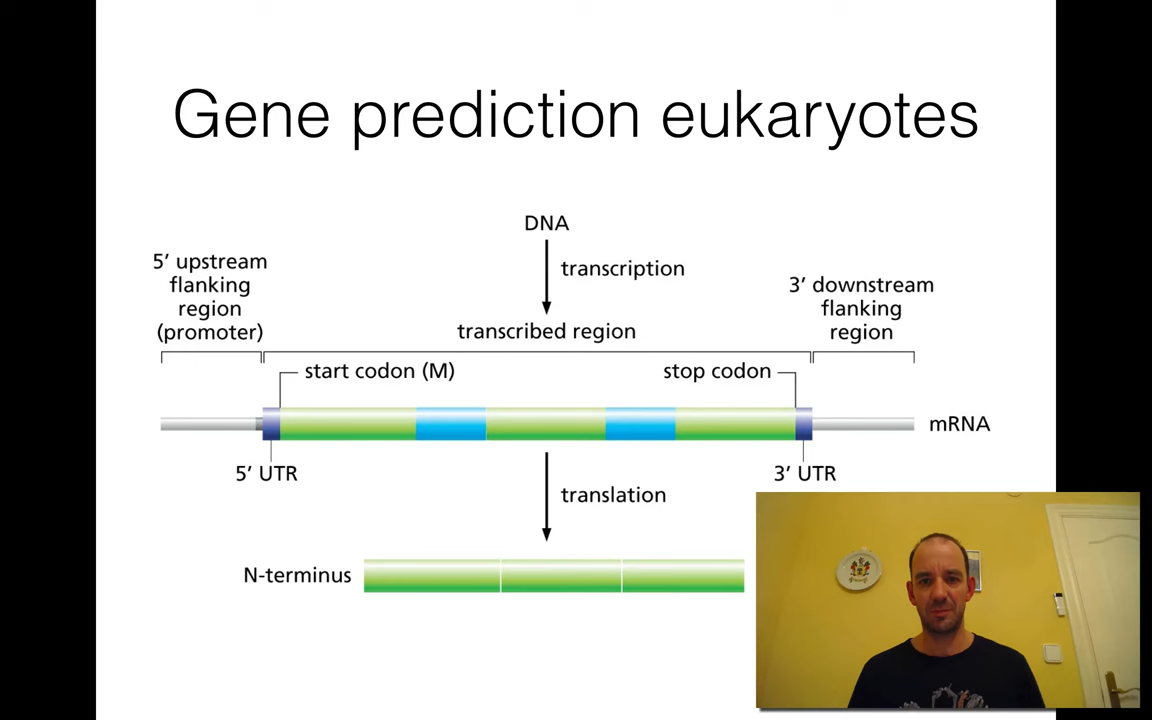 Gene prediction eukaryotes
DNA
transcription
5′ upstream
flanking
region
(promoter)
3′ downstream
flanking
region
transcribed region
start codon (M)
stop codon
mRNA
5′ UTR
3′ UTR
translation
N-terminus